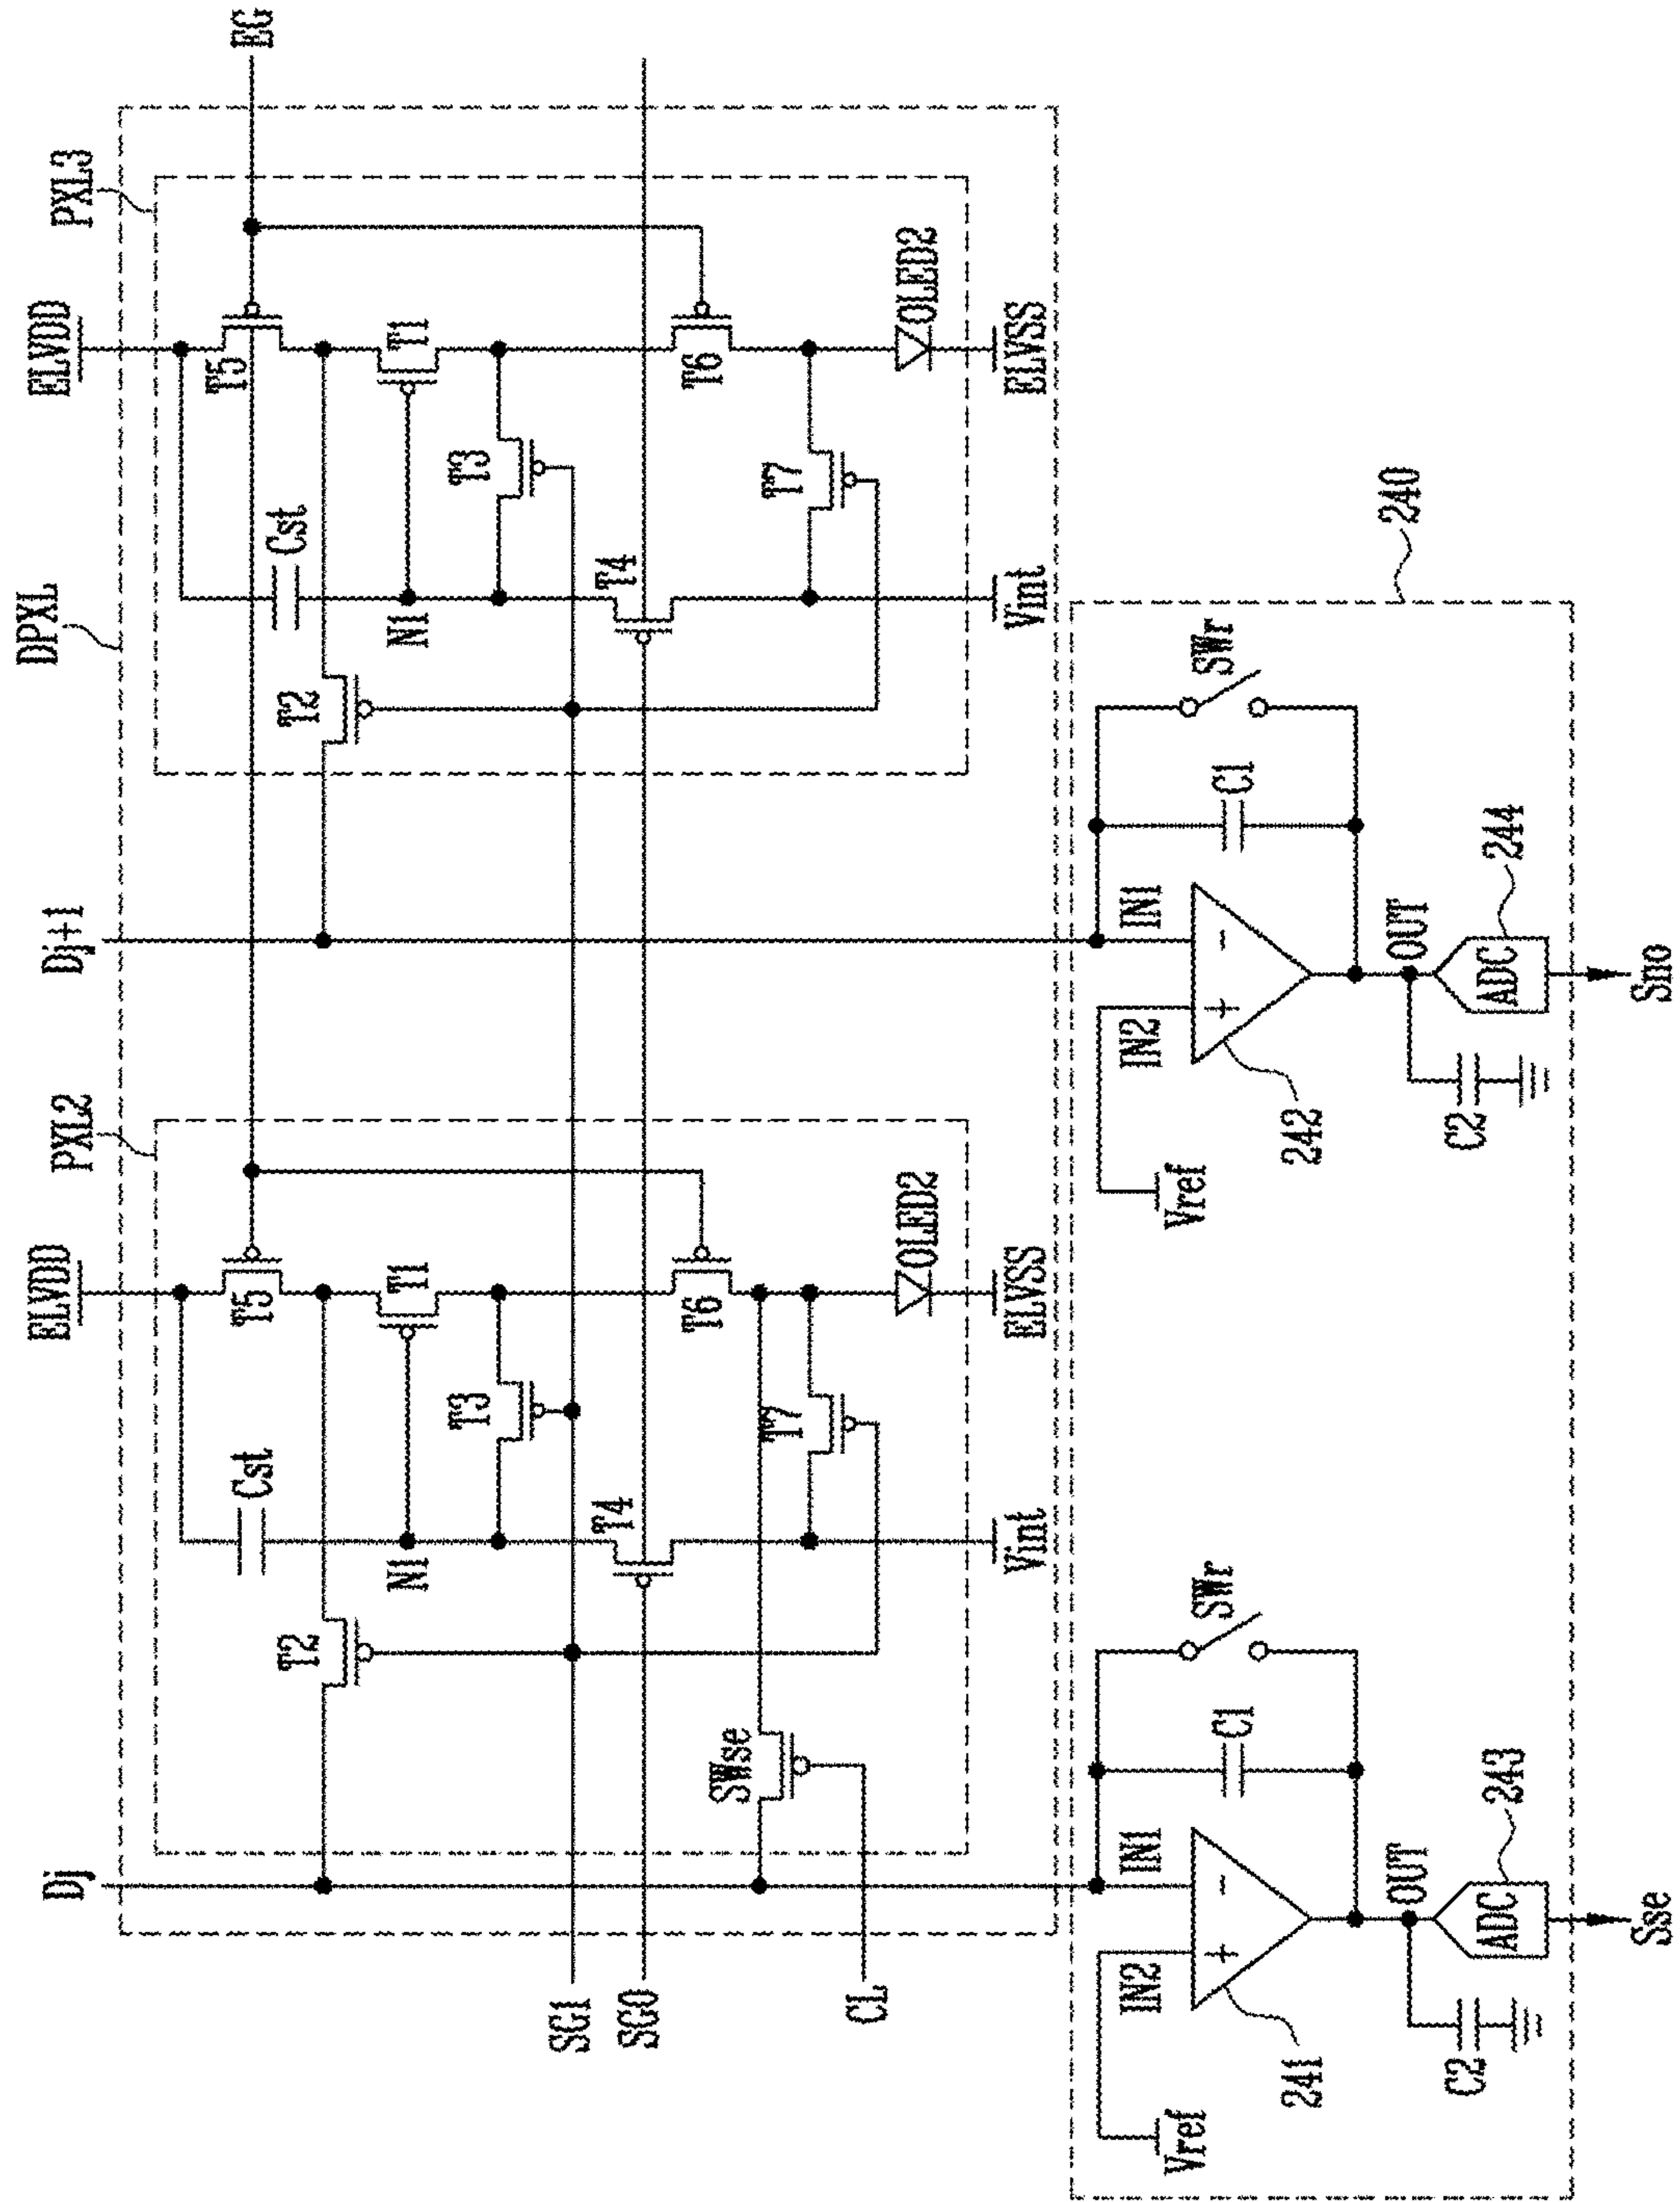 DPXL
Dj
ELVDD
PXL2
Dj+1
ELVDD
PXL3
EG
Cst
T5
T5
T2
T2
Cst
N1
T1
N1
T1
T3
T3
SG1
SG0
T4
T4
T6
T6
SWse
T7
T7
CL
OLED2
OLED2
Vint
ELVSS
Vint
ELVSS
IN2
IN1
IN2
IN1
Vref
SWr
Vref
SWr
+
-
C1
+
-
C1
241
242
240
OUT
OUT
C2
C2
ADC
243
ADC
244
Sse
Sno